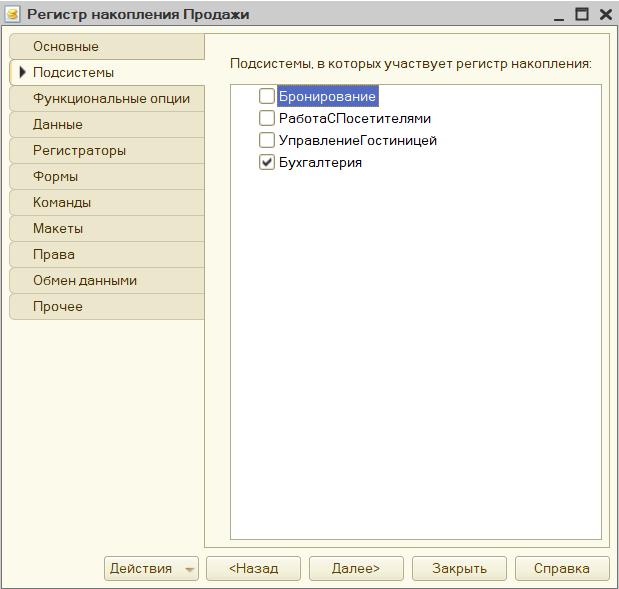 Регистр накопления Продажи
Основные
Подсистемы
Функциональные опции
Данные
Регистраторы
Формы
Команды
Макеты
Права
Обмен данными
Прочее
Подсистемы, в которых участвует регистр накопления:
Бронирование
РаботаСПосетителями
УправлениеГостиницей
Бухгалтерия
Действия
<Назад
Далее>
Закрыть
Справка